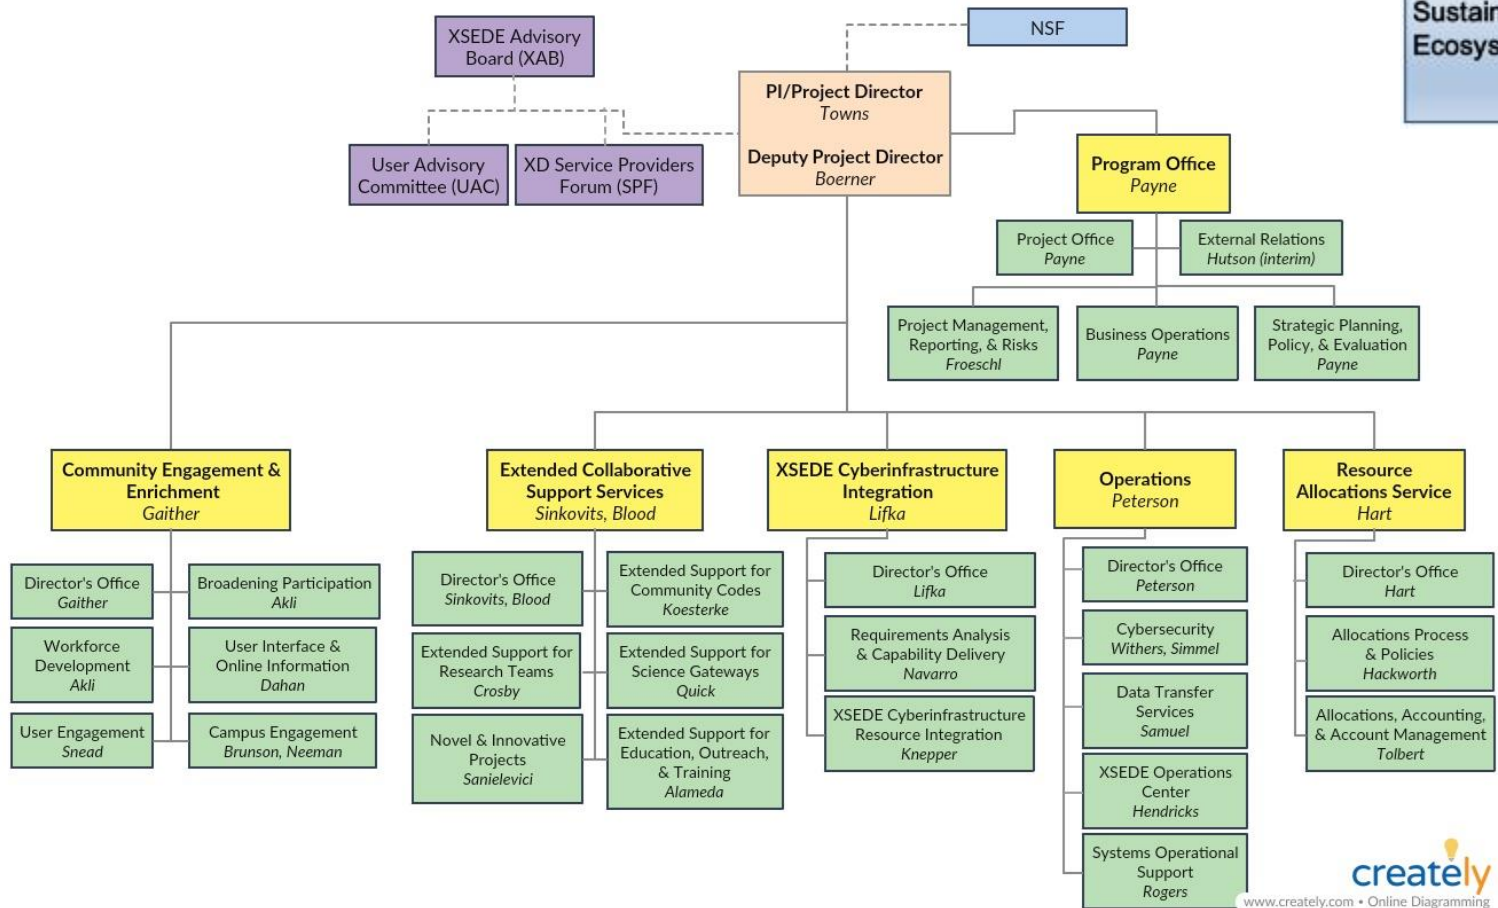 Sustain
Ecosys
XSEDE Advisory
Board (XAB)
NSF
PI/Project Director
Towns
Deputy Project Director
Boerner
User Advisory
Committee (UAC)
XD Service Providers
Forum (SPF)
Program Office
Payne
Project Office
Payne
External Relations
Hutson (interim)
Project Management,
Reporting, & Risks
Froeschl
Business Operations
Payne
Strategic Planning,
Policy, & Evaluation
Payne
Community Engagement &
Enrichment
Gaither
Director's Office
Gaither
Broadening Participation
Akli
Workforce
Development
Akli
User Interface &
Online Information
Dahan
User Engagement
Snead
Campus Engagement
Brunson, Neeman
Extended Collaborative
Support Services
Sinkovits, Blood
Director's Office
Sinkovits, Blood
Extended Support for
Community Codes
Koesterke
Extended Support for
Research Teams
Crosby
Extended Support for
Science Gateways
Quick
Novel & Innovative
Projects
Sanielevici
Extended Support for
Education, Outreach,
& Training
Alameda
XSEDE Cyberinfrastructure
Integration
Lifka
Director's Office
Lifka
Requirements Analysis
& Capability Delivery
Navarro
XSEDE Cyberinfrastructure
Resource Integration
Knepper
Operations
Peterson
Director's Office
Peterson
Cybersecurity
Withers, Simmel
Data Transfer
Services
Samuel
XSEDE Operations
Center
Hendricks
Systems Operational
Support
Rogers
Resource
Allocations Service
Hart
Director's Office
Hart
Allocations Process
& Policies
Hackworth
Allocations, Accounting,
& Account Management
Tolbert
creately
www.creately.com • Online Diagramming